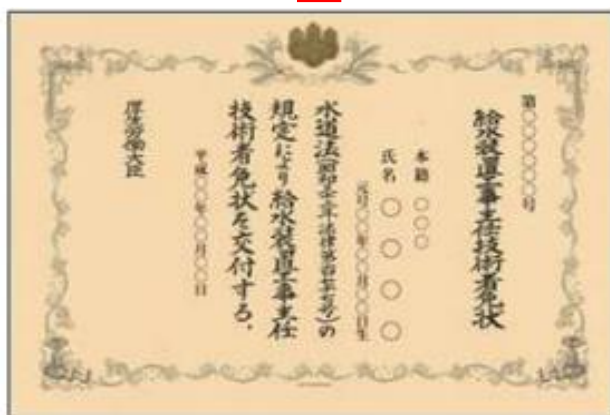 第〇〇〇〇〇号
給水装置工事主任技術者免状
本籍 〇〇〇
氏名 〇〇〇〇
元号〇〇年〇〇月〇〇日生
水道法(昭和三十二年法律第百七十七号)の
規定により給水装置工事主任
技術者免状を交付する。
平成〇〇年〇〇月〇〇日
厚生労働大臣